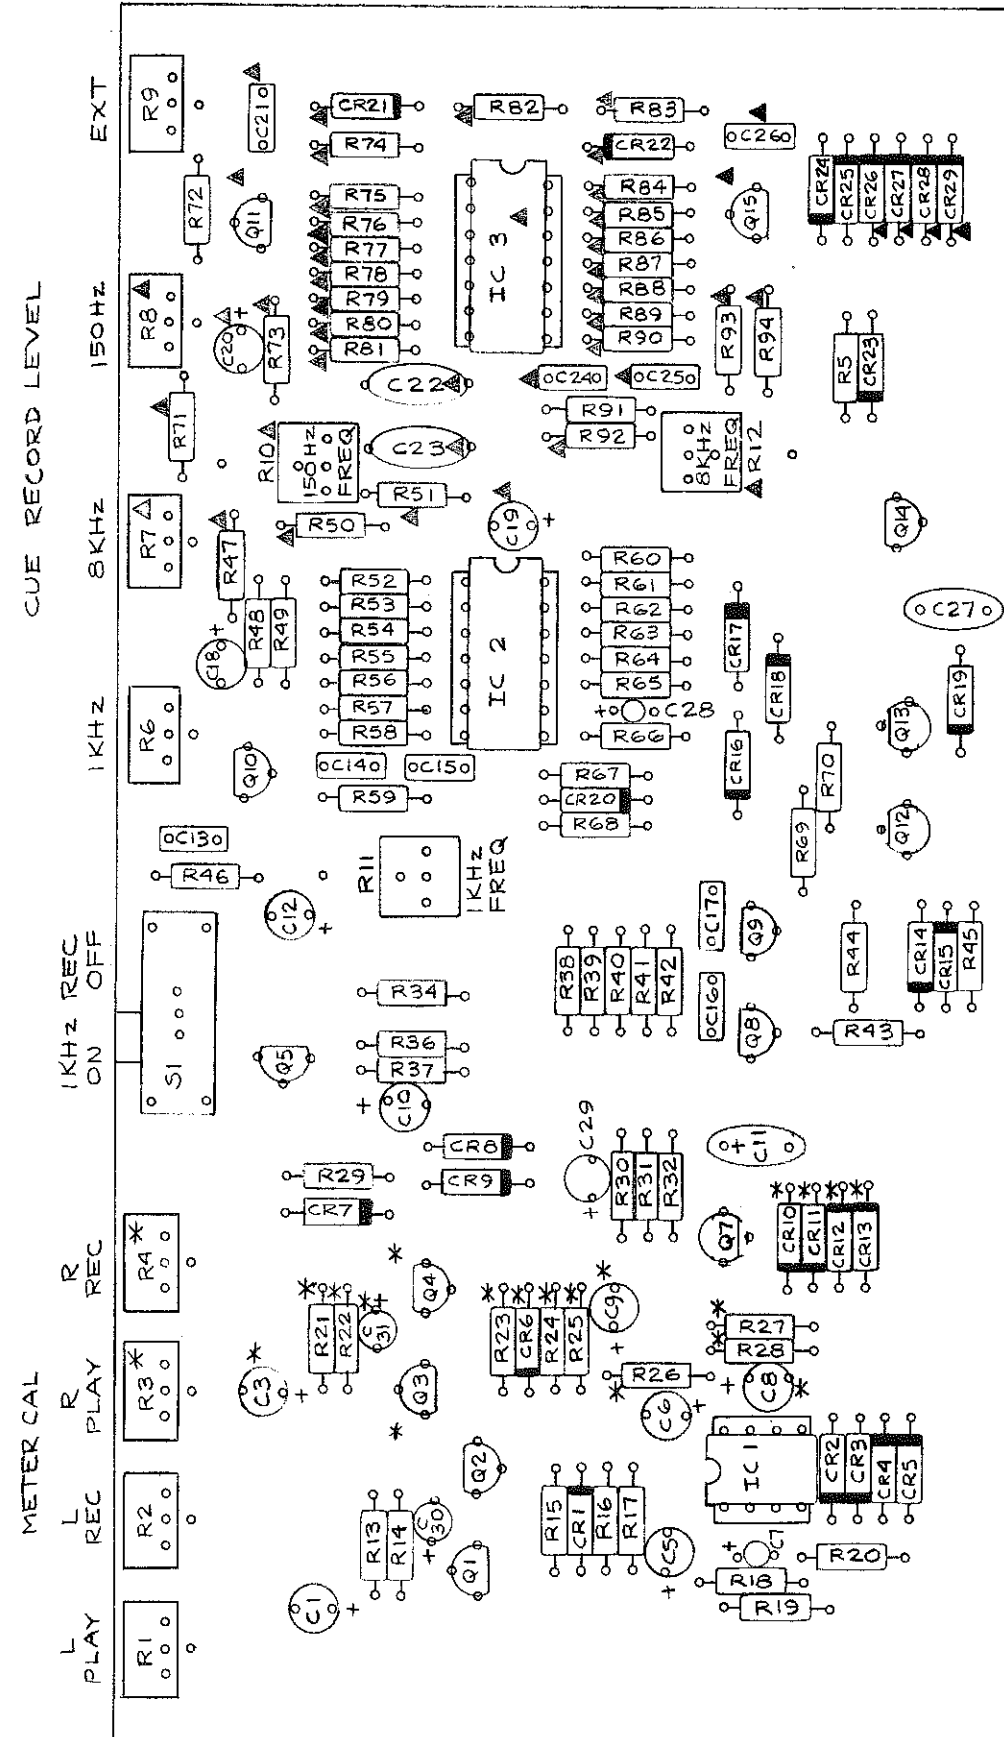 CUE RECORD LEVEL
EXT
150HZ
8KHZ
1KHZ
1KHZ REC
ON OFF
METER CAL
R
REC
R
PLAY
L
REC
L
PLAY
R9
R8
R7
R6
S1
R4*
R3*
R2
R1
C21
R72
Q11
C20 +
R73
R71
R10
150HZ
FREQ
R47
C18 +
R48
R49
Q10
C13
R46
C12 +
Q5
CR21
R74
R75
R76
R77
R78
R79
R80
R81
C22
C23
R51
R50
R52
R53
R54
R55
R56
R57
R58
C14
C15
R59
R11
1KHZ
FREQ
R34
R36
R37
+ C10
R82
IC 3
C19 +
IC 2
R83
CR22
R84
R85
R86
R87
R88
R89
R90
C24
C25
R91
R92
8KHZ
FREQ
R12
R60
R61
R62
R63
R64
R65
+ C28
R66
R67
CR20
R68
C26
Q15
R93
R94
CR24
CR25
CR26
CR27
CR28
CR29
R5
CR23
Q14
C27
CR17
CR18
CR16
CR19
Q13
R70
R69
Q12
R38
R39
R40
R41
R42
C17
Q9
C16
Q8
R44
R43
CR14
CR15
R45
CR8
CR9
R29
CR7
C29
+
R30
R31
R32
+ C11
Q7
*CR10
*CR11
*CR12
*CR13
* Q4
*R21
*R22
* C31 +
* C3 +
Q3 *
*R23
*CR6
*R24
*R25
* C9 +
*R27
*R28
* R26
C6 +
+ C8 *
Q2
R13
R14
C30 +
Q1
C1 +
R15
CR1
R16
R17
C5
+
IC 1
CR2
CR3
CR4
CR5
+ C7
R20
R18
R19